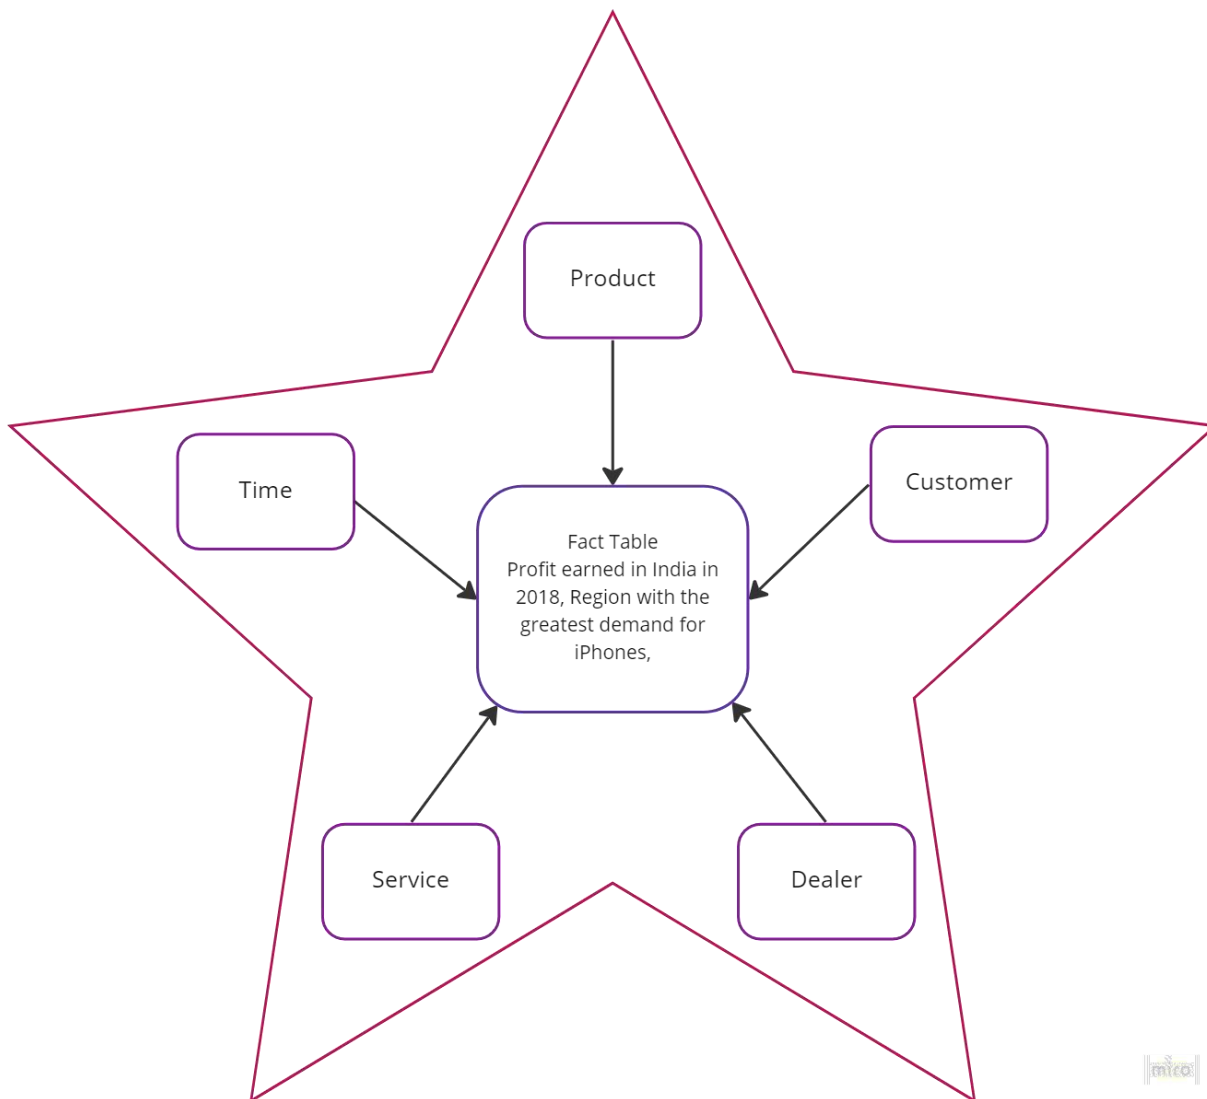 Product
Time
Customer
Fact Table
Profit earned in India in
2018, Region with the
greatest demand for
iPhones,
Service
Dealer
miro